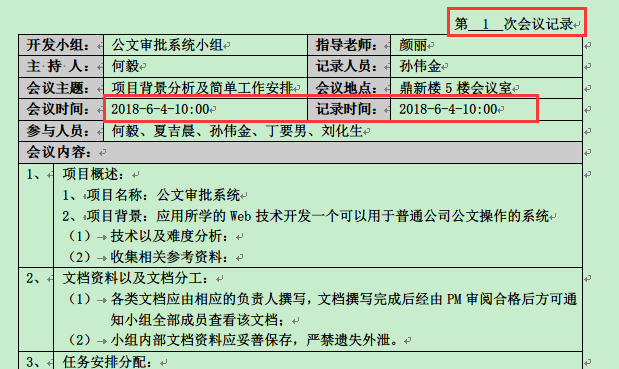 第 1 次会议记录
开发小组： 公文审批系统小组 指导老师： 颜丽
主 持 人： 何毅 记录人员： 孙伟金
会议主题： 项目背景分析及简单工作安排 会议地点： 鼎新楼5楼会议室
会议时间： 2018-6-4-10:00 记录时间： 2018-6-4-10:00
参与人员： 何毅、夏吉晨、孙伟金、丁要男、刘化生
会议内容：
1、 项目概述：
1、项目名称：公文审批系统
2、项目背景：应用所学的Web技术开发一个可以用于普通公司公文操作的系统
（1）技术以及难度分析：
（2）收集相关参考资料：
2、 文档资料以及文档分工：
（1）各类文档应由相应的负责人撰写，文档撰写完成后经由PM审阅合格后方可通
知小组全部成员查看该文档；
（2）小组内部文档资料应妥善保存，严禁遗失外泄。
3、 任务安排分配：